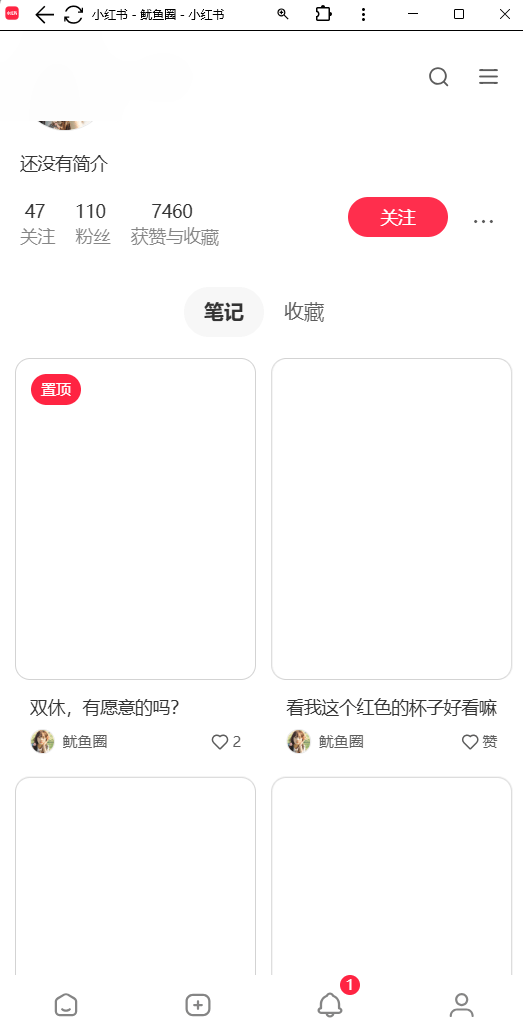 小红书 - 鱿鱼圈 - 小红书
还没有简介
47 110 7460
关注 粉丝 获赞与收藏
关注
笔记 收藏
置顶
双休，有愿意的吗？
鱿鱼圈 2
看我这个红色的杯子好看嘛
鱿鱼圈 赞
1